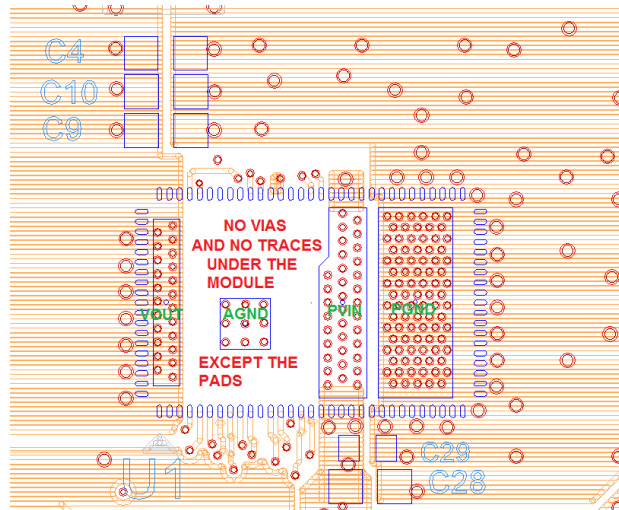 C4
C10
C9
NO VIAS
AND NO TRACES
UNDER THE
MODULE
VOUT AGND PVIN PGND
EXCEPT THE
PADS
C29
U1 C28